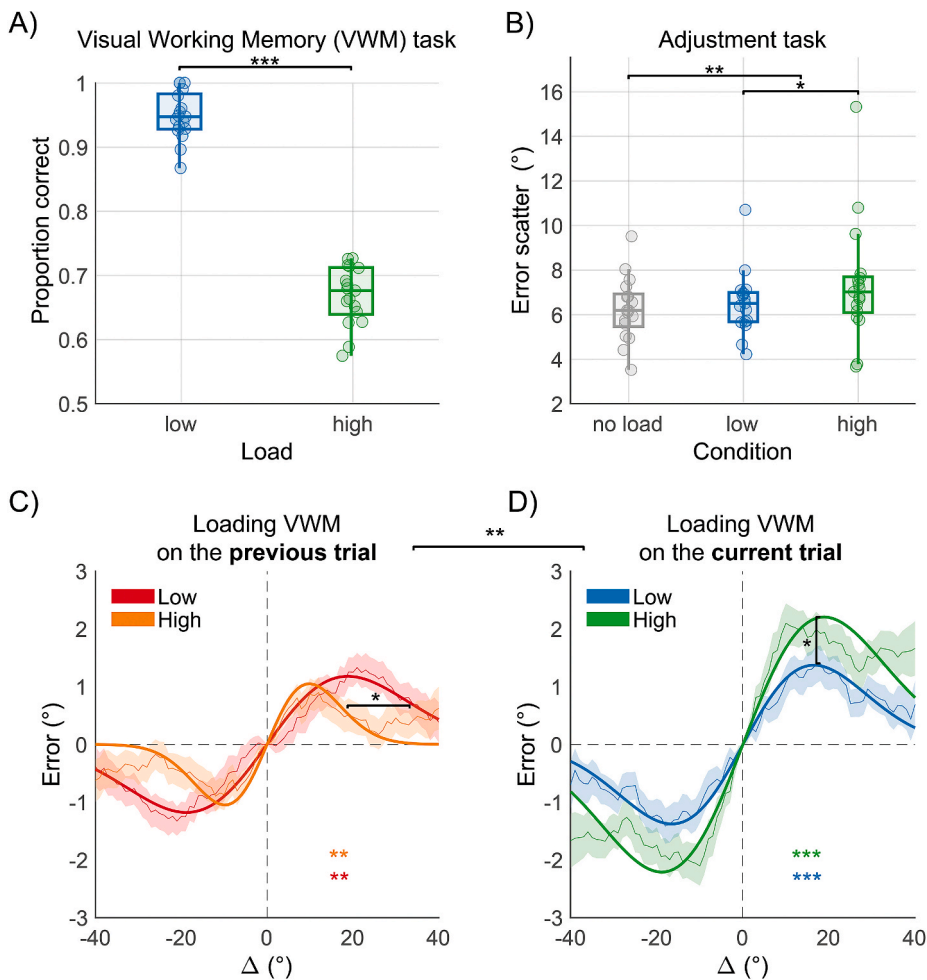 A)
Visual Working Memory (VWM) task
***
Proportion correct
1
0.9
0.8
0.7
0.6
0.5
low
high
Load
B)
Adjustment task
**
*
Error scatter (°)
16
14
12
10
8
6
4
2
no load
low
high
Condition
C)
Loading VWM
on the previous trial
**
Low
High
Error (°)
3
2
1
0
-1
-2
-3
*
**
**
-40
-20
0
20
40
Δ (°)
D)
Loading VWM
on the current trial
Low
High
Error (°)
3
2
1
0
-1
-2
-3
*
***
***
-40
-20
0
20
40
Δ (°)